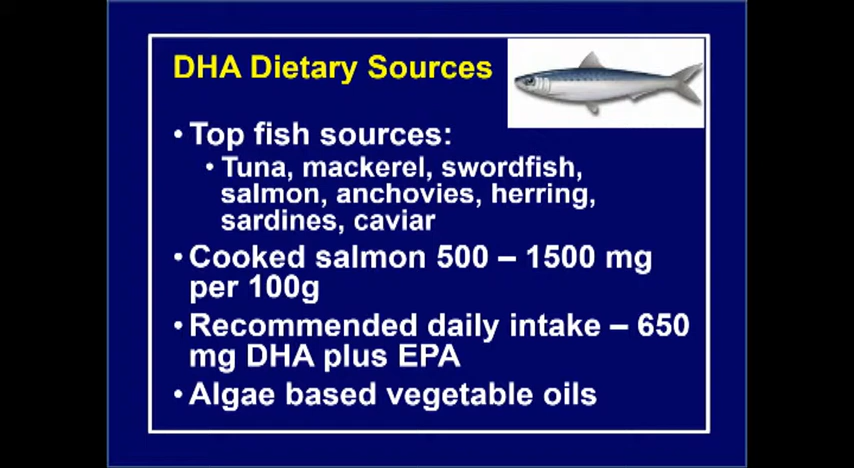 DHA Dietary Sources
• Top fish sources:
• Tuna, mackerel, swordfish,
salmon, anchovies, herring,
sardines, caviar
• Cooked salmon 500 – 1500 mg
per 100g
• Recommended daily intake – 650
mg DHA plus EPA
• Algae based vegetable oils